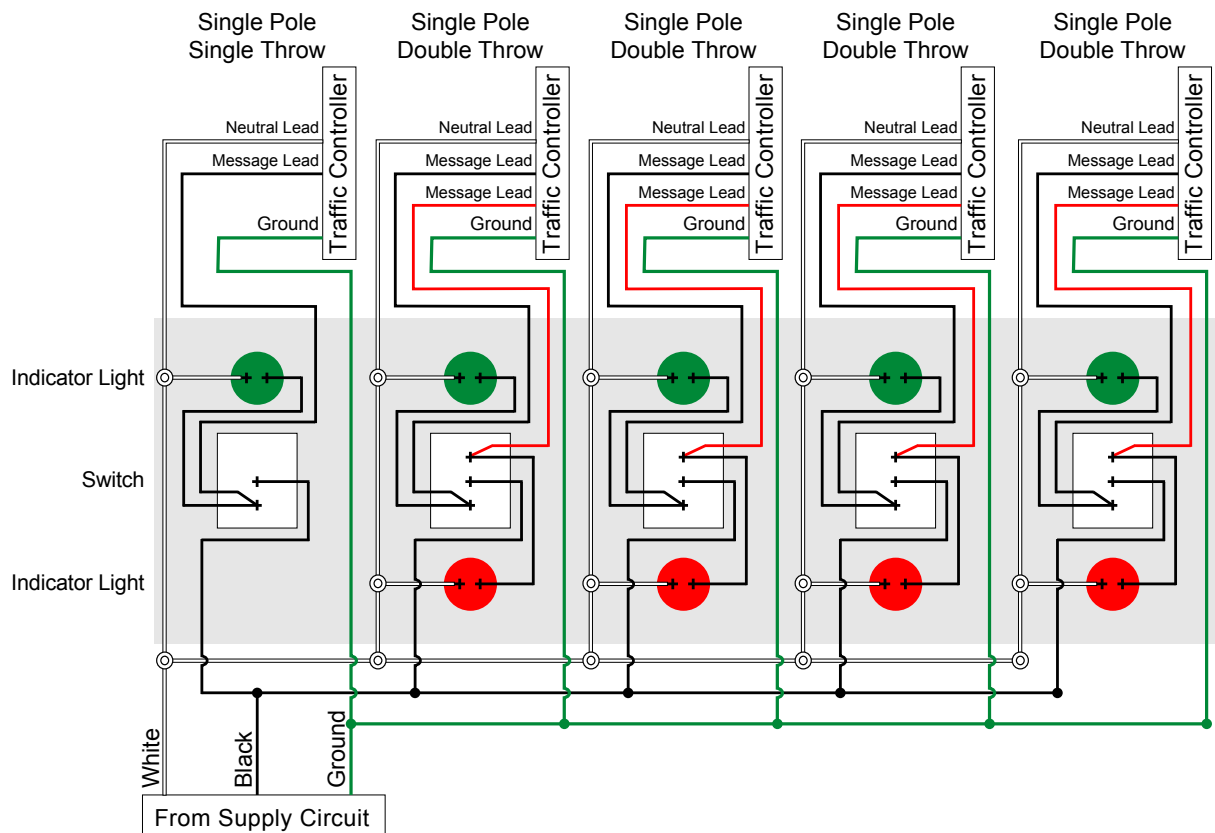 Single Pole
Single Throw
Single Pole
Double Throw
Single Pole
Double Throw
Single Pole
Double Throw
Single Pole
Double Throw
Traffic Controller
Neutral Lead
Message Lead
Ground
Traffic Controller
Neutral Lead
Message Lead
Message Lead
Ground
Traffic Controller
Neutral Lead
Message Lead
Message Lead
Ground
Traffic Controller
Neutral Lead
Message Lead
Message Lead
Ground
Traffic Controller
Neutral Lead
Message Lead
Message Lead
Ground
Indicator Light
Switch
Indicator Light
White
Black
Ground
From Supply Circuit